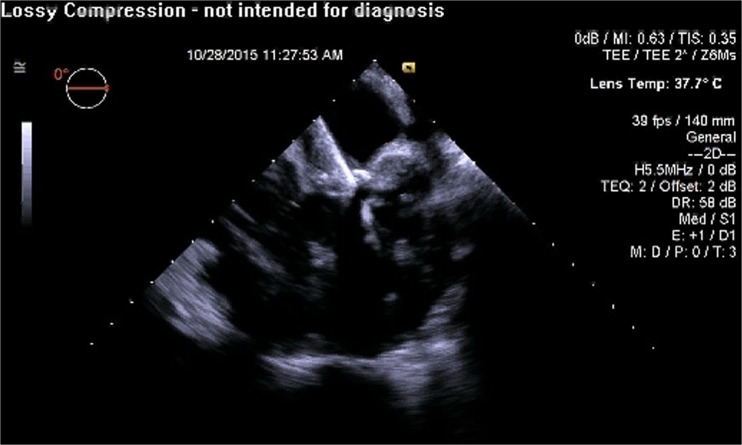 Lossy Compression - not intended for diagnosis
10/28/2015 11:27:53 AM
0dB / MI: 0.63 / TIS: 0.35
TEE / TEE 2^ / Z6Ms
Lens Temp: 37.7° C
0°
39 fps / 140 mm
General
---2D---
H5.5MHz / 0 dB
TEQ: 2 / Offset: 2 dB
DR: 58 dB
Med / S1
E: +1 / D1
M: D / P: 0 / T: 3
N